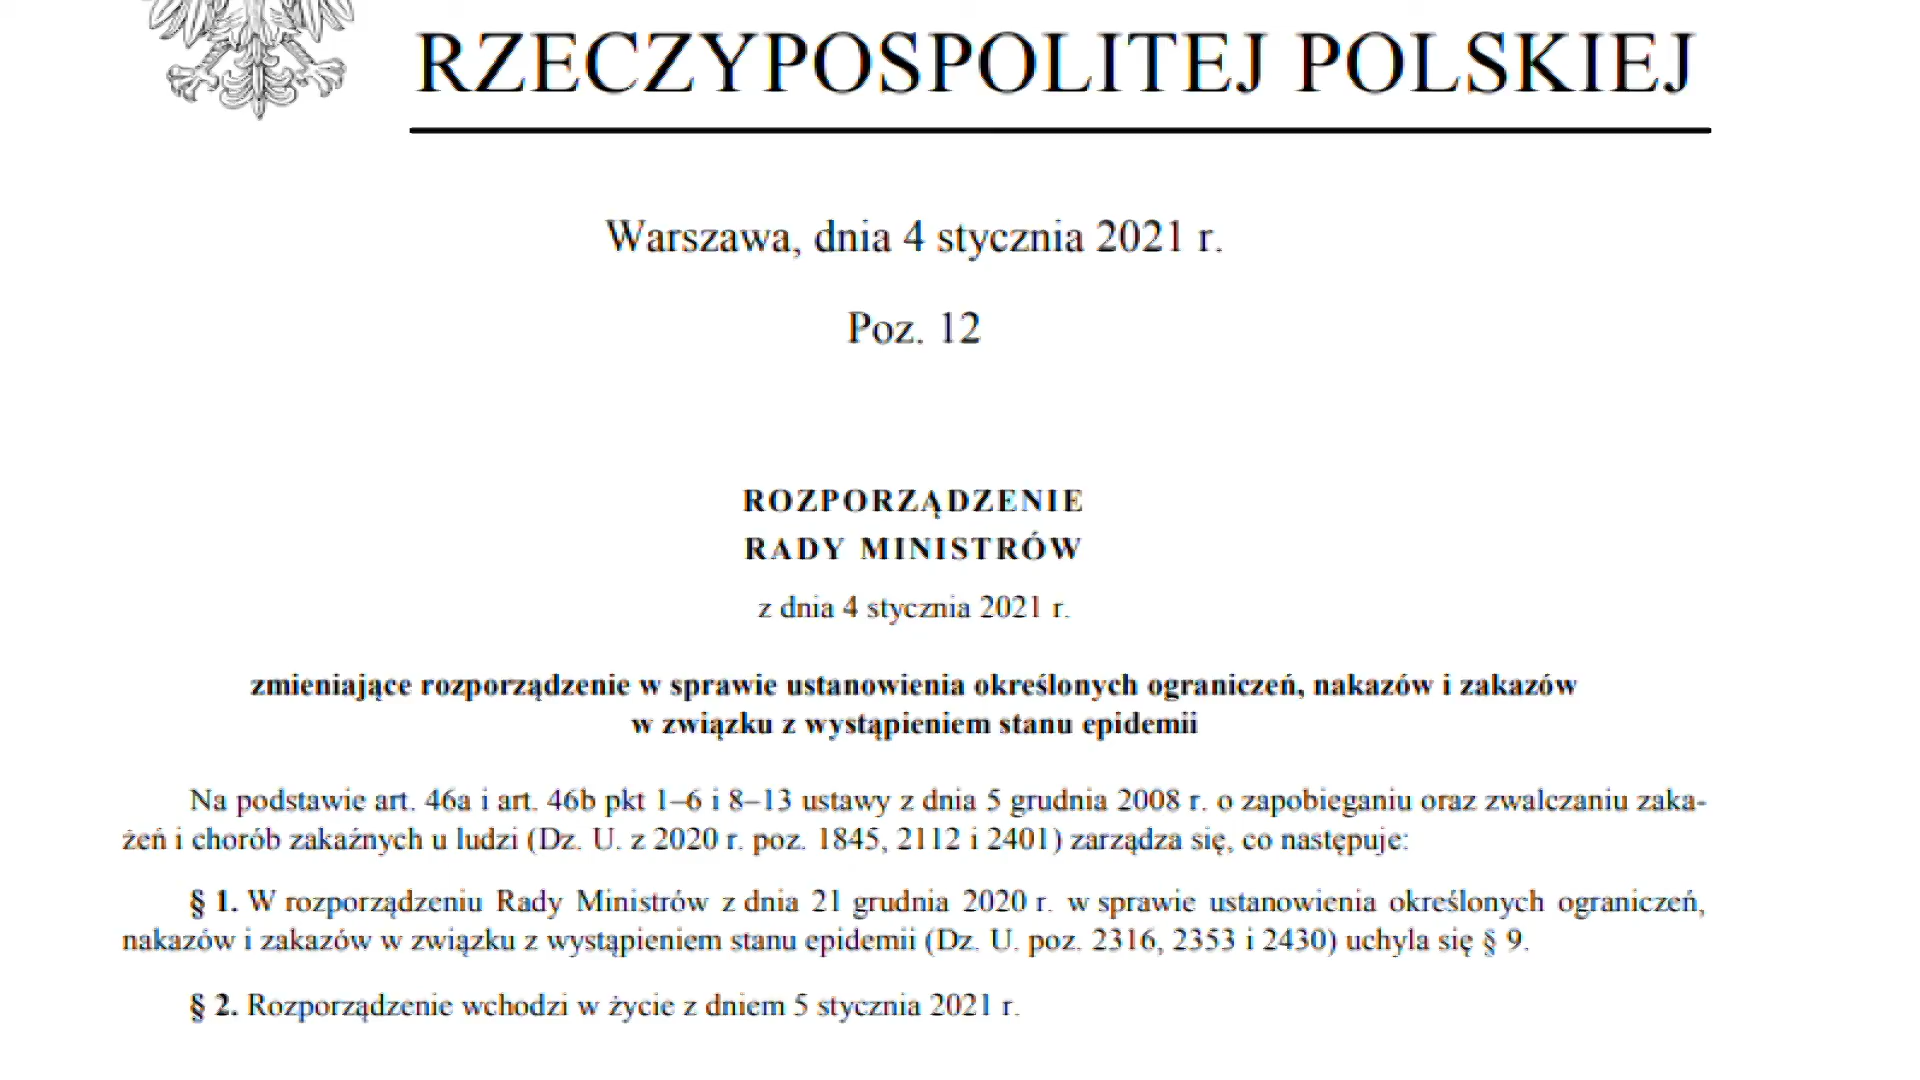 RZECZYPOSPOLITEJ POLSKIEJ
Warszawa, dnia 4 stycznia 2021 r.
Poz. 12
ROZPORZĄDZENIE
RADY MINISTRÓW
z dnia 4 stycznia 2021 r.
zmieniające rozporządzenie w sprawie ustanowienia określonych ograniczeń, nakazów i zakazów
w związku z wystąpieniem stanu epidemii
Na podstawie art. 46a i art. 46b pkt 1–6 i 8–13 ustawy z dnia 5 grudnia 2008 r. o zapobieganiu oraz zwalczaniu zaka-
żeń i chorób zakaźnych u ludzi (Dz. U. z 2020 r. poz. 1845, 2112 i 2401) zarządza się, co następuje:
§ 1. W rozporządzeniu Rady Ministrów z dnia 21 grudnia 2020 r. w sprawie ustanowienia określonych ograniczeń,
nakazów i zakazów w związku z wystąpieniem stanu epidemii (Dz. U. poz. 2316, 2353 i 2430) uchyla się § 9.
§ 2. Rozporządzenie wchodzi w życie z dniem 5 stycznia 2021 r.